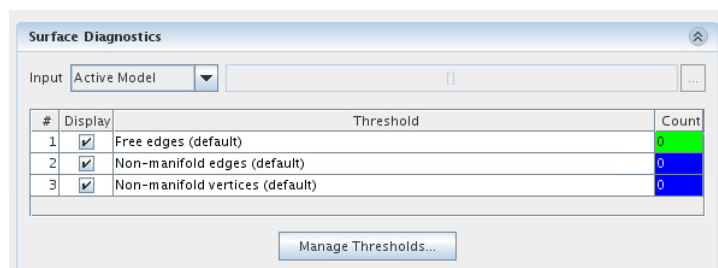 Surface Diagnostics
Input Active Model [] ...
# Display Threshold Count
1 Free edges (default) 0
2 Non-manifold edges (default) 0
3 Non-manifold vertices (default) 0
Manage Thresholds...